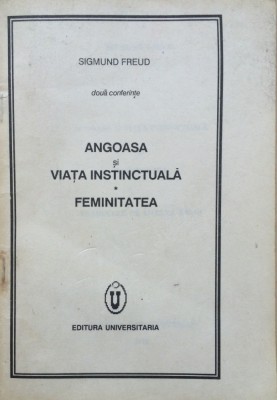 SIGMUND FREUD
două conferințe
ANGOASA
și
VIAȚA INSTINCTUALĂ
*
FEMINITATEA
U
EDITURA UNIVERSITARIA